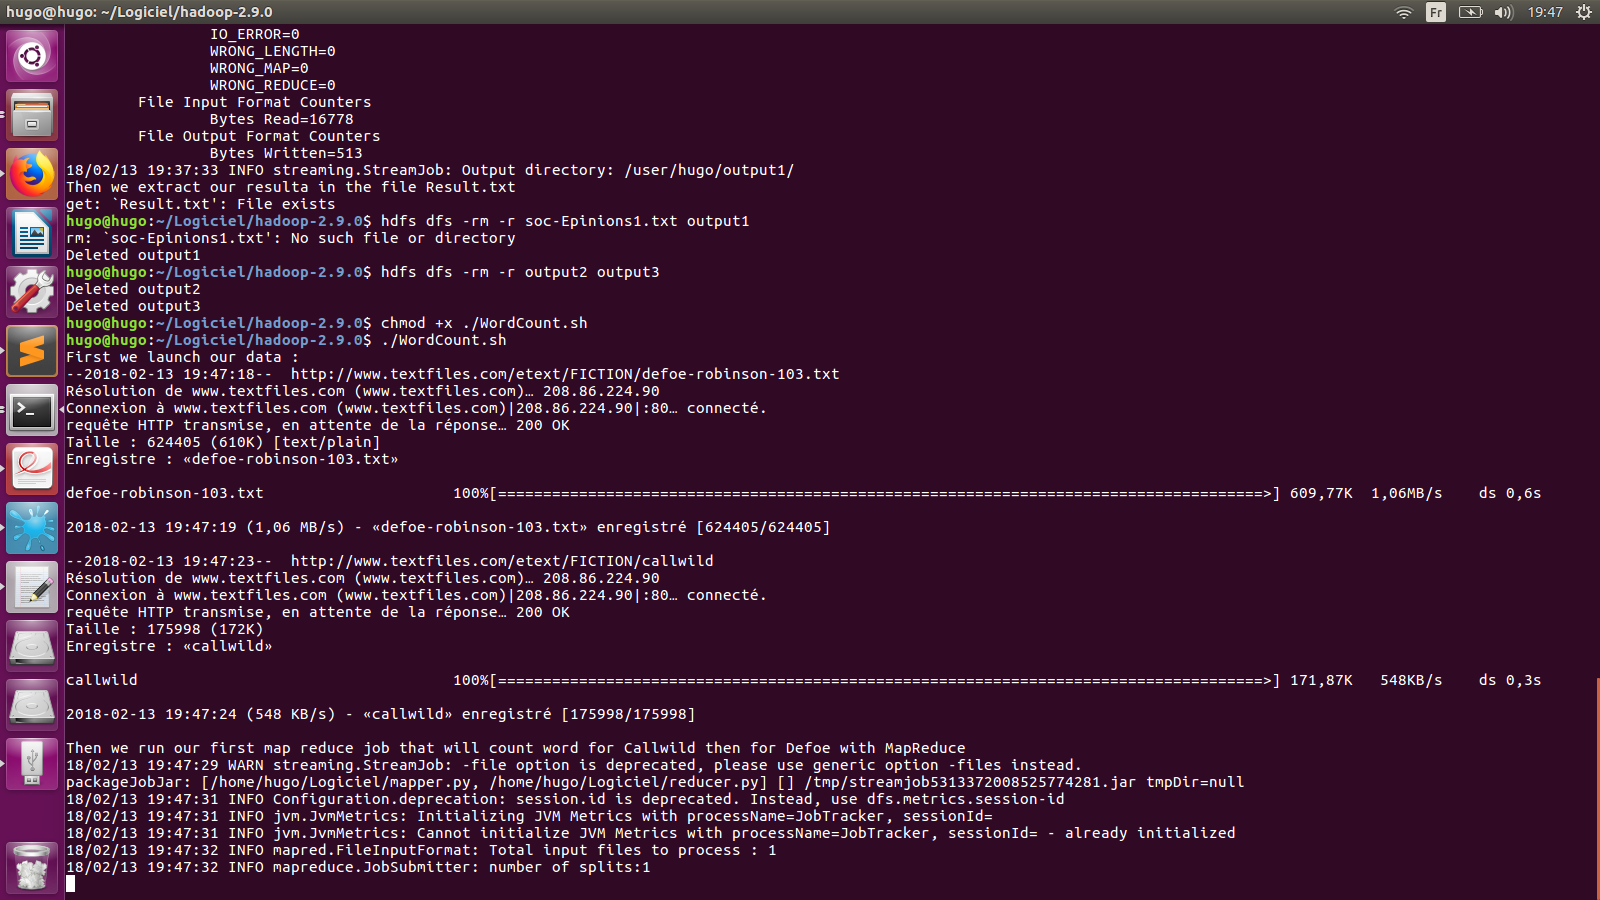 hugo@hugo: ~/Logiciel/hadoop-2.9.0
Fr
19:47
IO_ERROR=0
WRONG_LENGTH=0
WRONG_MAP=0
WRONG_REDUCE=0
File Input Format Counters
Bytes Read=16778
File Output Format Counters
Bytes Written=513
18/02/13 19:37:33 INFO streaming.StreamJob: Output directory: /user/hugo/output1/
Then we extract our resulta in the file Result.txt
get: `Result.txt': File exists
hugo@hugo:~/Logiciel/hadoop-2.9.0$ hdfs dfs -rm -r soc-Epinions1.txt output1
rm: `soc-Epinions1.txt': No such file or directory
Deleted output1
hugo@hugo:~/Logiciel/hadoop-2.9.0$ hdfs dfs -rm -r output2 output3
Deleted output2
Deleted output3
hugo@hugo:~/Logiciel/hadoop-2.9.0$ chmod +x ./WordCount.sh
hugo@hugo:~/Logiciel/hadoop-2.9.0$ ./WordCount.sh
First we launch our data :
--2018-02-13 19:47:18--  http://www.textfiles.com/etext/FICTION/defoe-robinson-103.txt
Résolution de www.textfiles.com (www.textfiles.com)… 208.86.224.90
Connexion à www.textfiles.com (www.textfiles.com)|208.86.224.90|:80… connecté.
requête HTTP transmise, en attente de la réponse… 200 OK
Taille : 624405 (610K) [text/plain]
Enregistre : «defoe-robinson-103.txt»
defoe-robinson-103.txt 100%[=====================================================================================>] 609,77K 1,06MB/s ds 0,6s
2018-02-13 19:47:19 (1,06 MB/s) - «defoe-robinson-103.txt» enregistré [624405/624405]
--2018-02-13 19:47:23--  http://www.textfiles.com/etext/FICTION/callwild
Résolution de www.textfiles.com (www.textfiles.com)… 208.86.224.90
Connexion à www.textfiles.com (www.textfiles.com)|208.86.224.90|:80… connecté.
requête HTTP transmise, en attente de la réponse… 200 OK
Taille : 175998 (172K)
Enregistre : «callwild»
callwild 100%[=====================================================================================>] 171,87K 548KB/s ds 0,3s
2018-02-13 19:47:24 (548 KB/s) - «callwild» enregistré [175998/175998]
Then we run our first map reduce job that will count word for Callwild then for Defoe with MapReduce
18/02/13 19:47:29 WARN streaming.StreamJob: -file option is deprecated, please use generic option -files instead.
packageJobJar: [/home/hugo/Logiciel/mapper.py, /home/hugo/Logiciel/reducer.py] [] /tmp/streamjob5313372008525774281.jar tmpDir=null
18/02/13 19:47:31 INFO Configuration.deprecation: session.id is deprecated. Instead, use dfs.metrics.session-id
18/02/13 19:47:31 INFO jvm.JvmMetrics: Initializing JVM Metrics with processName=JobTracker, sessionId=
18/02/13 19:47:31 INFO jvm.JvmMetrics: Cannot initialize JVM Metrics with processName=JobTracker, sessionId= - already initialized
18/02/13 19:47:32 INFO mapred.FileInputFormat: Total input files to process : 1
18/02/13 19:47:32 INFO mapreduce.JobSubmitter: number of splits:1